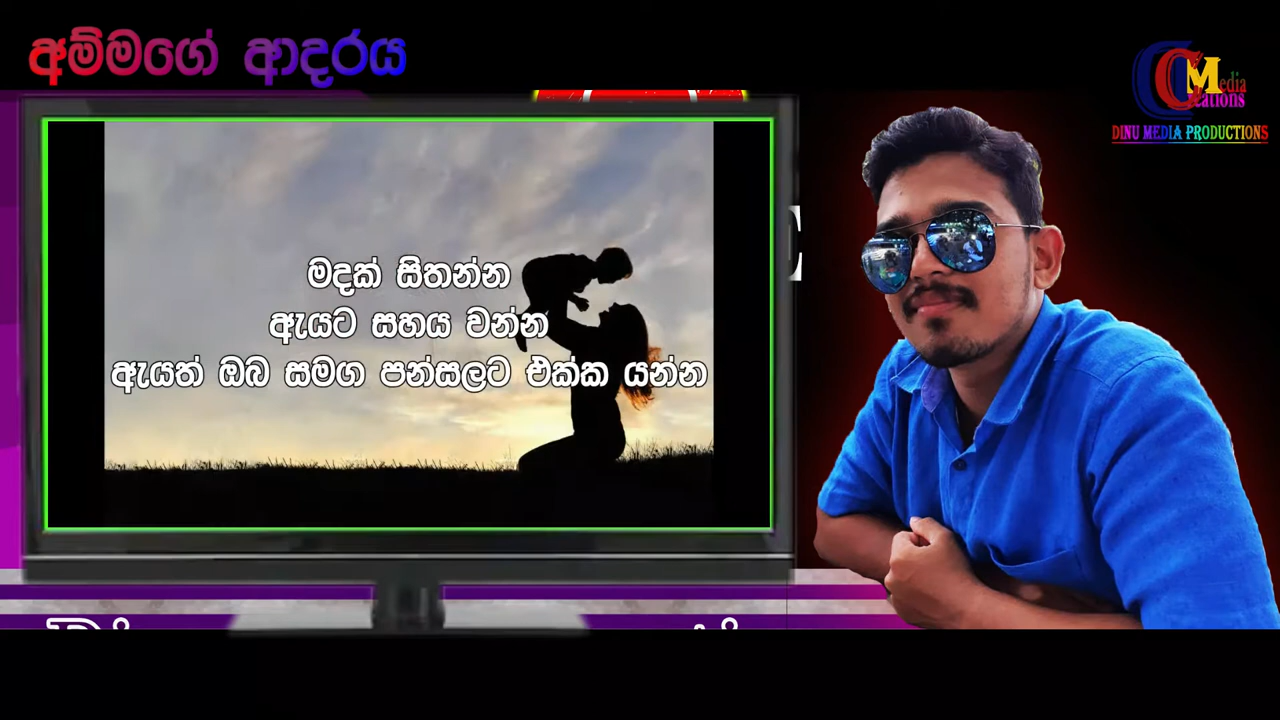 අම්මගේ ආදරය
Media
Creations
DINU MEDIA PRODUCTIONS
මදක් සිතන්න
ඇයට සහය වන්න
ඇයත් ඔබ සමග පන්සලට එක්ක යන්න